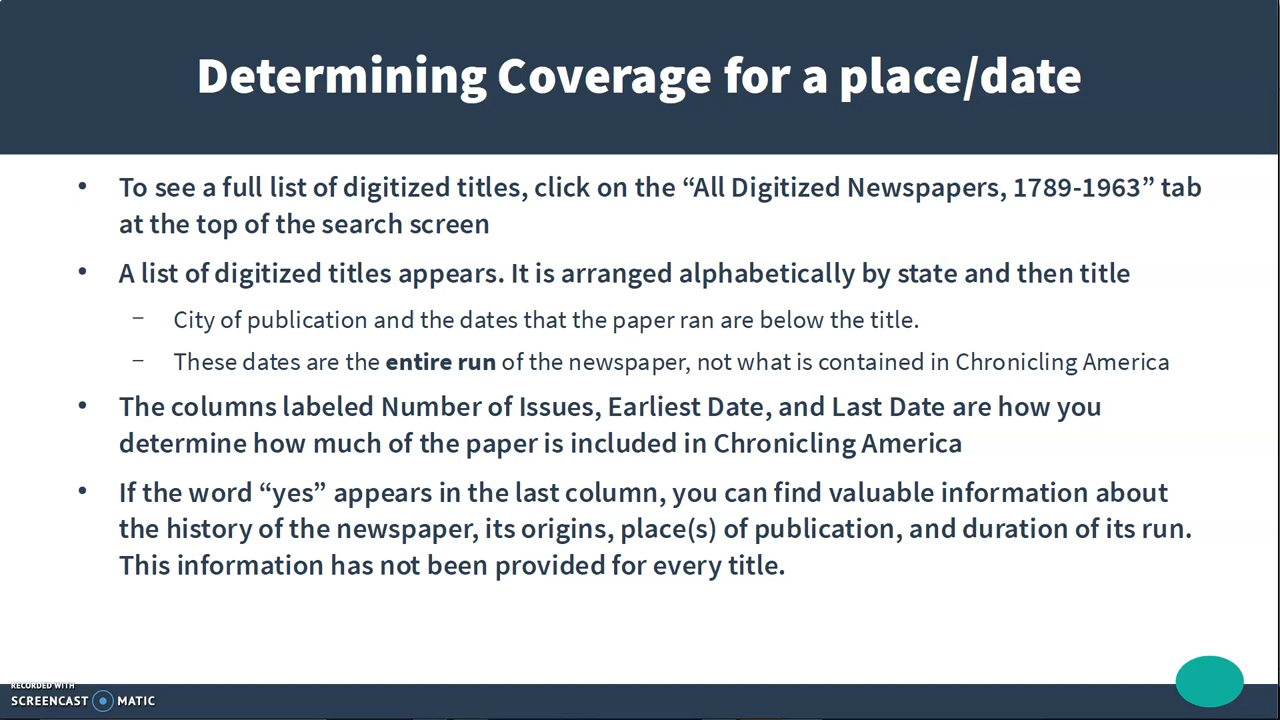 Determining Coverage for a place/date
• To see a full list of digitized titles, click on the “All Digitized Newspapers, 1789-1963” tab
at the top of the search screen
• A list of digitized titles appears. It is arranged alphabetically by state and then title
– City of publication and the dates that the paper ran are below the title.
– These dates are the entire run of the newspaper, not what is contained in Chronicling America
• The columns labeled Number of Issues, Earliest Date, and Last Date are how you
determine how much of the paper is included in Chronicling America
• If the word “yes” appears in the last column, you can find valuable information about
the history of the newspaper, its origins, place(s) of publication, and duration of its run.
This information has not been provided for every title.
RECORDED WITH
SCREENCAST MATIC